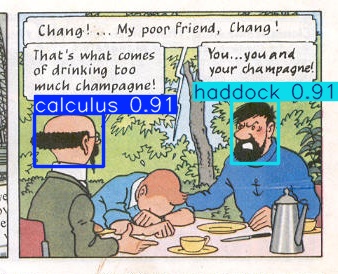 Chang! ... My poor friend, Chang!
That's what comes
of drinking too
much champagne!
You...you and
your champagne!
calculus 0.91
haddock 0.91